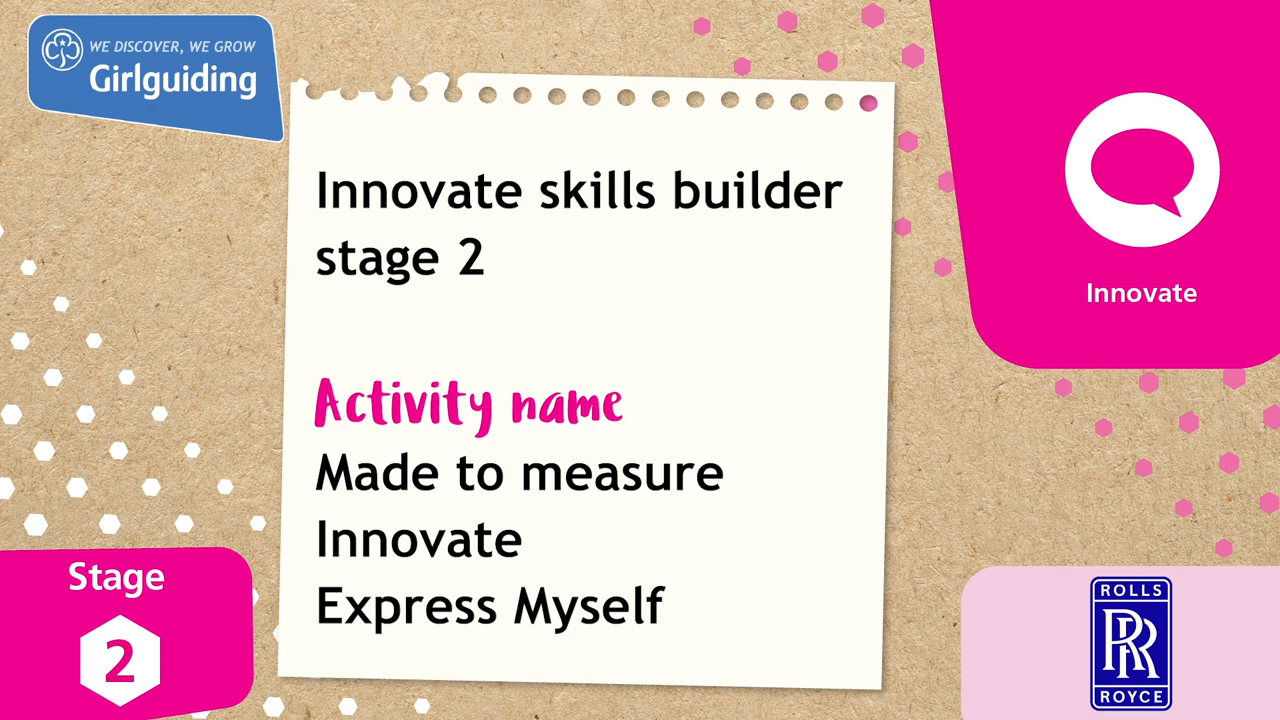 WE DISCOVER, WE GROW
Girlguiding
Innovate skills builder
stage 2
Activity name
Made to measure
Innovate
Express Myself
Innovate
Stage
2
ROLLS
RR
ROYCE